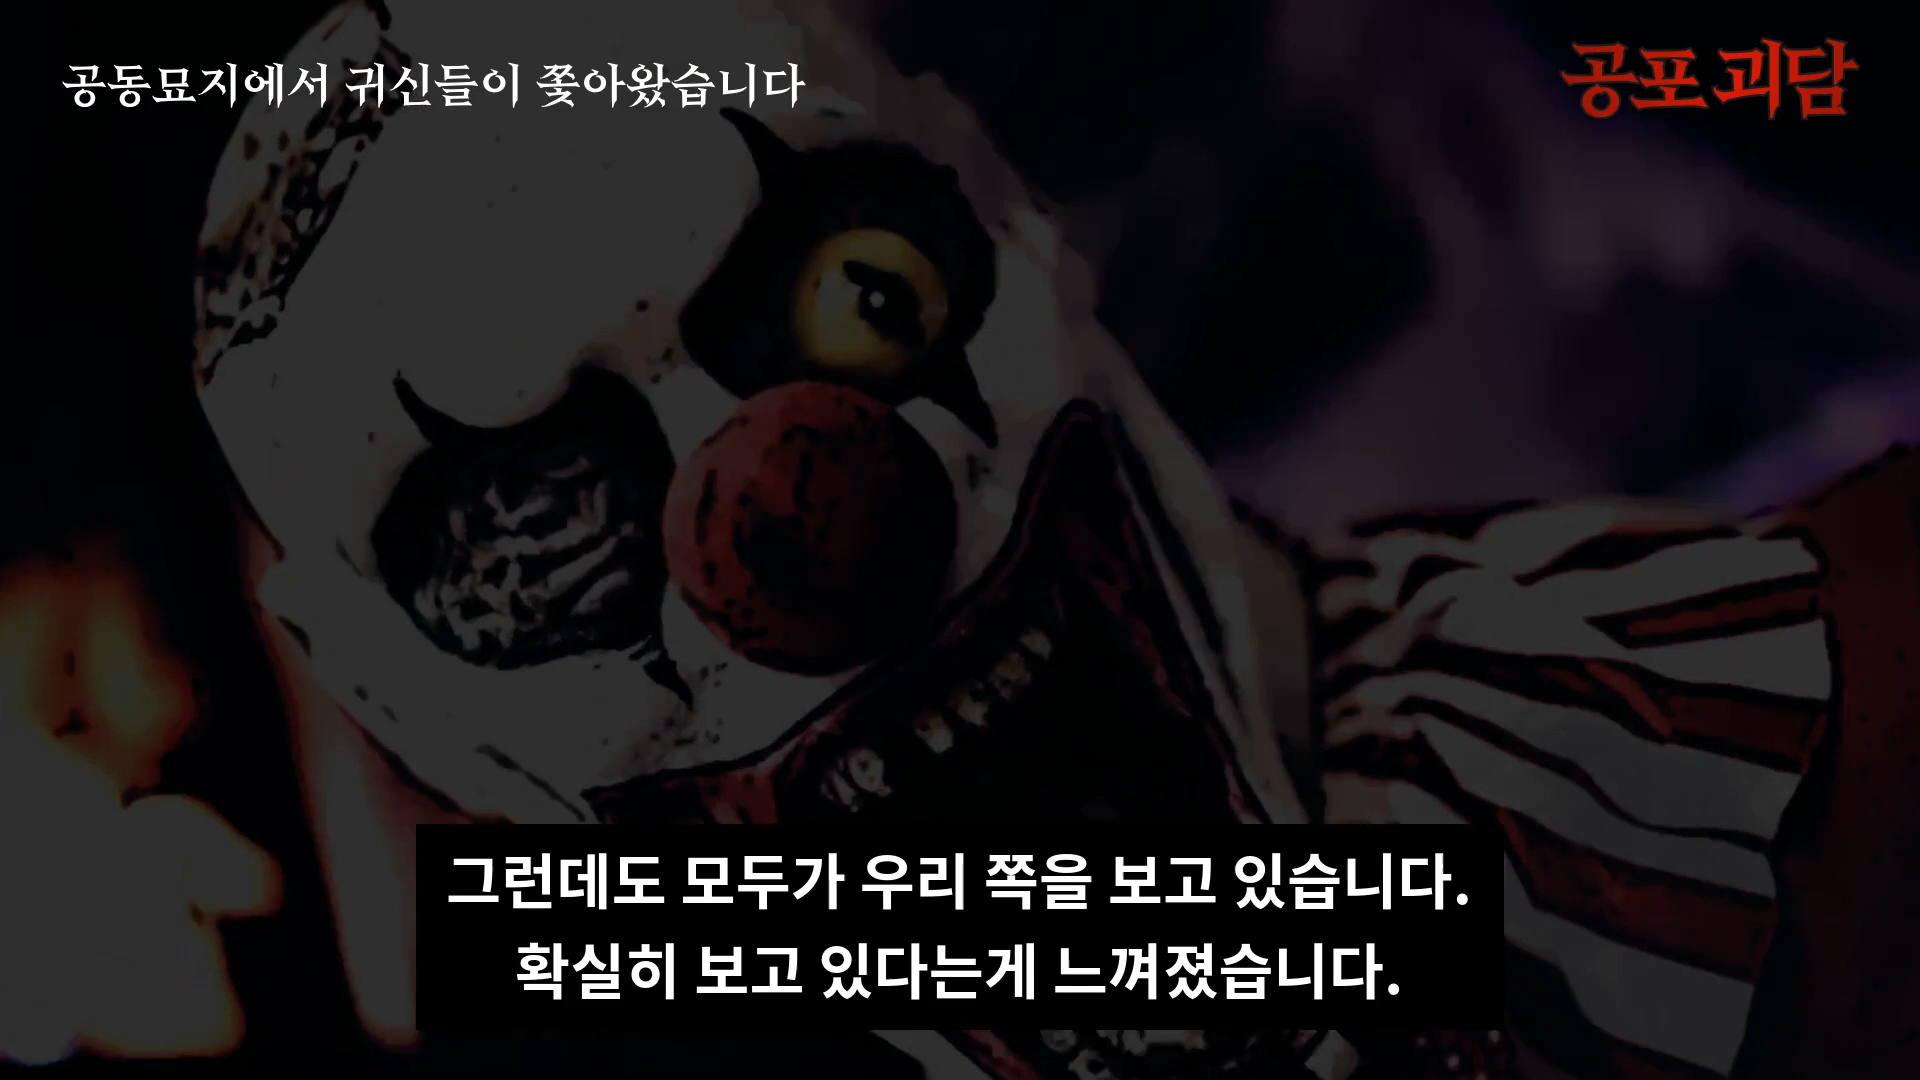 공동묘지에서 귀신들이 쫓아왔습니다
공포 괴담
그런데도 모두가 우리 쪽을 보고 있습니다.
확실히 보고 있다는게 느껴졌습니다.